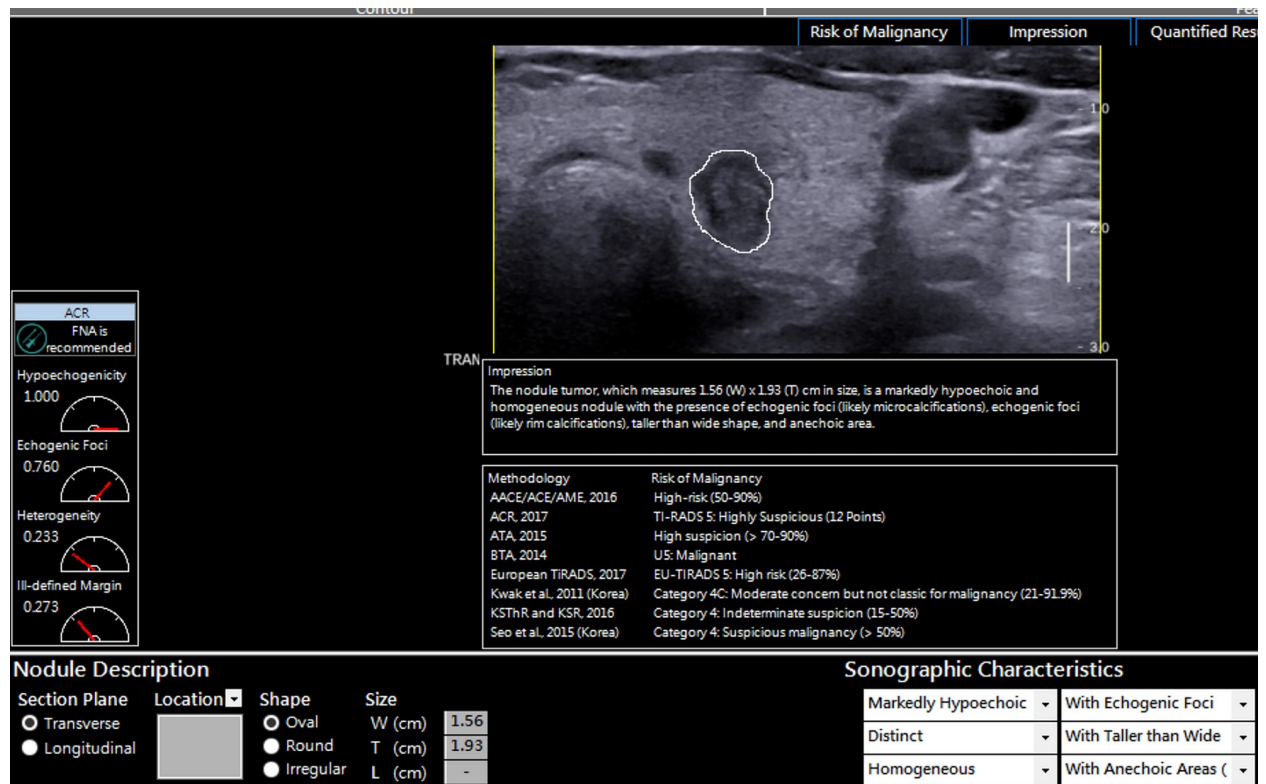 Contour
Risk of Malignancy Impression Quantified
1.0
2.0
3.0
TRAN
ACR
FNA is
recommended
Hypoechogenicity
1.000
Echogenic Foci
0.760
Heterogeneity
0.233
Ill-defined Margin
0.273
Impression
The nodule tumor, which measures 1.56 (W) x 1.93 (T) cm in size, is a markedly hypoechoic and
homogeneous nodule with the presence of echogenic foci (likely microcalcifications), echogenic foci
(likely rim calcifications), taller than wide shape, and anechoic area.
Methodology Risk of Malignancy
AACE/ACE/AME, 2016 High-risk (50-90%)
ACR, 2017 TI-RADS 5: Highly Suspicious (12 Points)
ATA, 2015 High suspicion (> 70-90%)
BTA, 2014 U5: Malignant
European TiRADS, 2017 EU-TIRADS 5: High risk (26-87%)
Kwak et al., 2011 (Korea) Category 4C: Moderate concern but not classic for malignancy (21-91.9%)
KSThR and KSR, 2016 Category 4: Indeterminate suspicion (15-50%)
Seo et al., 2015 (Korea) Category 4: Suspicious malignancy (> 50%)
Nodule Description
Section Plane Location Shape Size
Transverse Oval W (cm) 1.56
Longitudinal Round T (cm) 1.93
Irregular L (cm) -
Sonographic Characteristics
Markedly Hypoechoic With Echogenic Foci
Distinct With Taller than Wide
Homogeneous With Anechoic Areas (